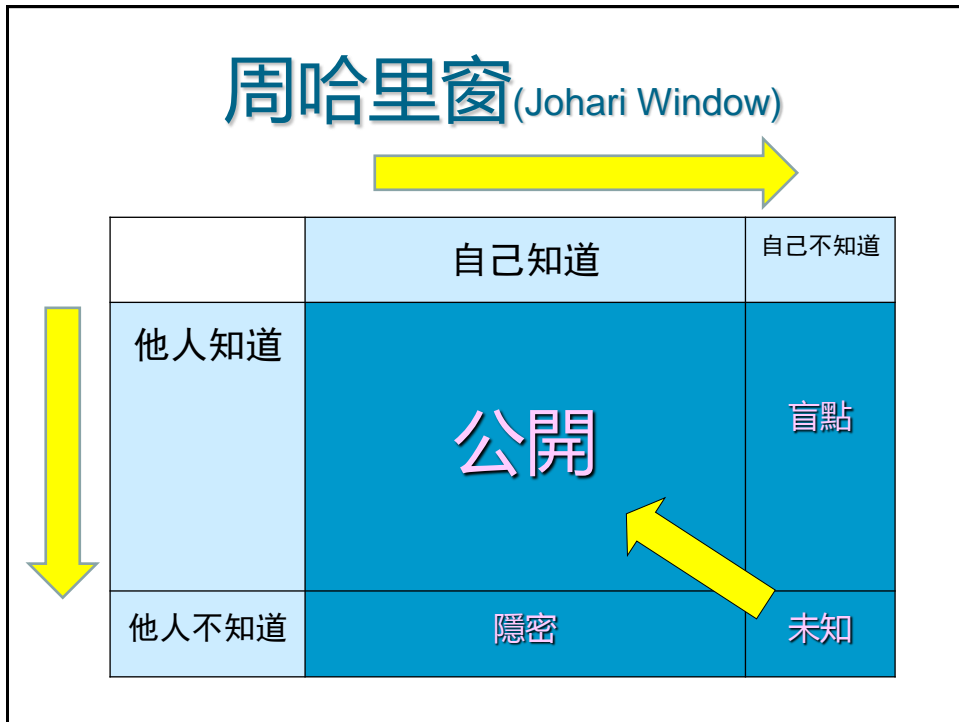 周哈里窗(Johari Window)
自己知道
自己不知道
他人知道
公開
盲點
他人不知道
隱密
未知